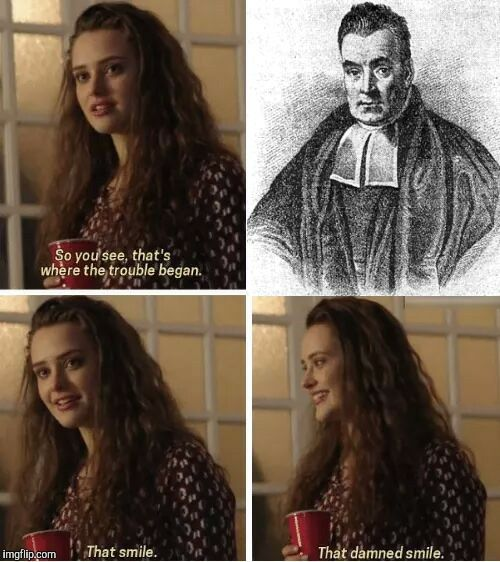 So you see, that's
where the trouble began.
That smile.
That damned smile.
imgflip.com